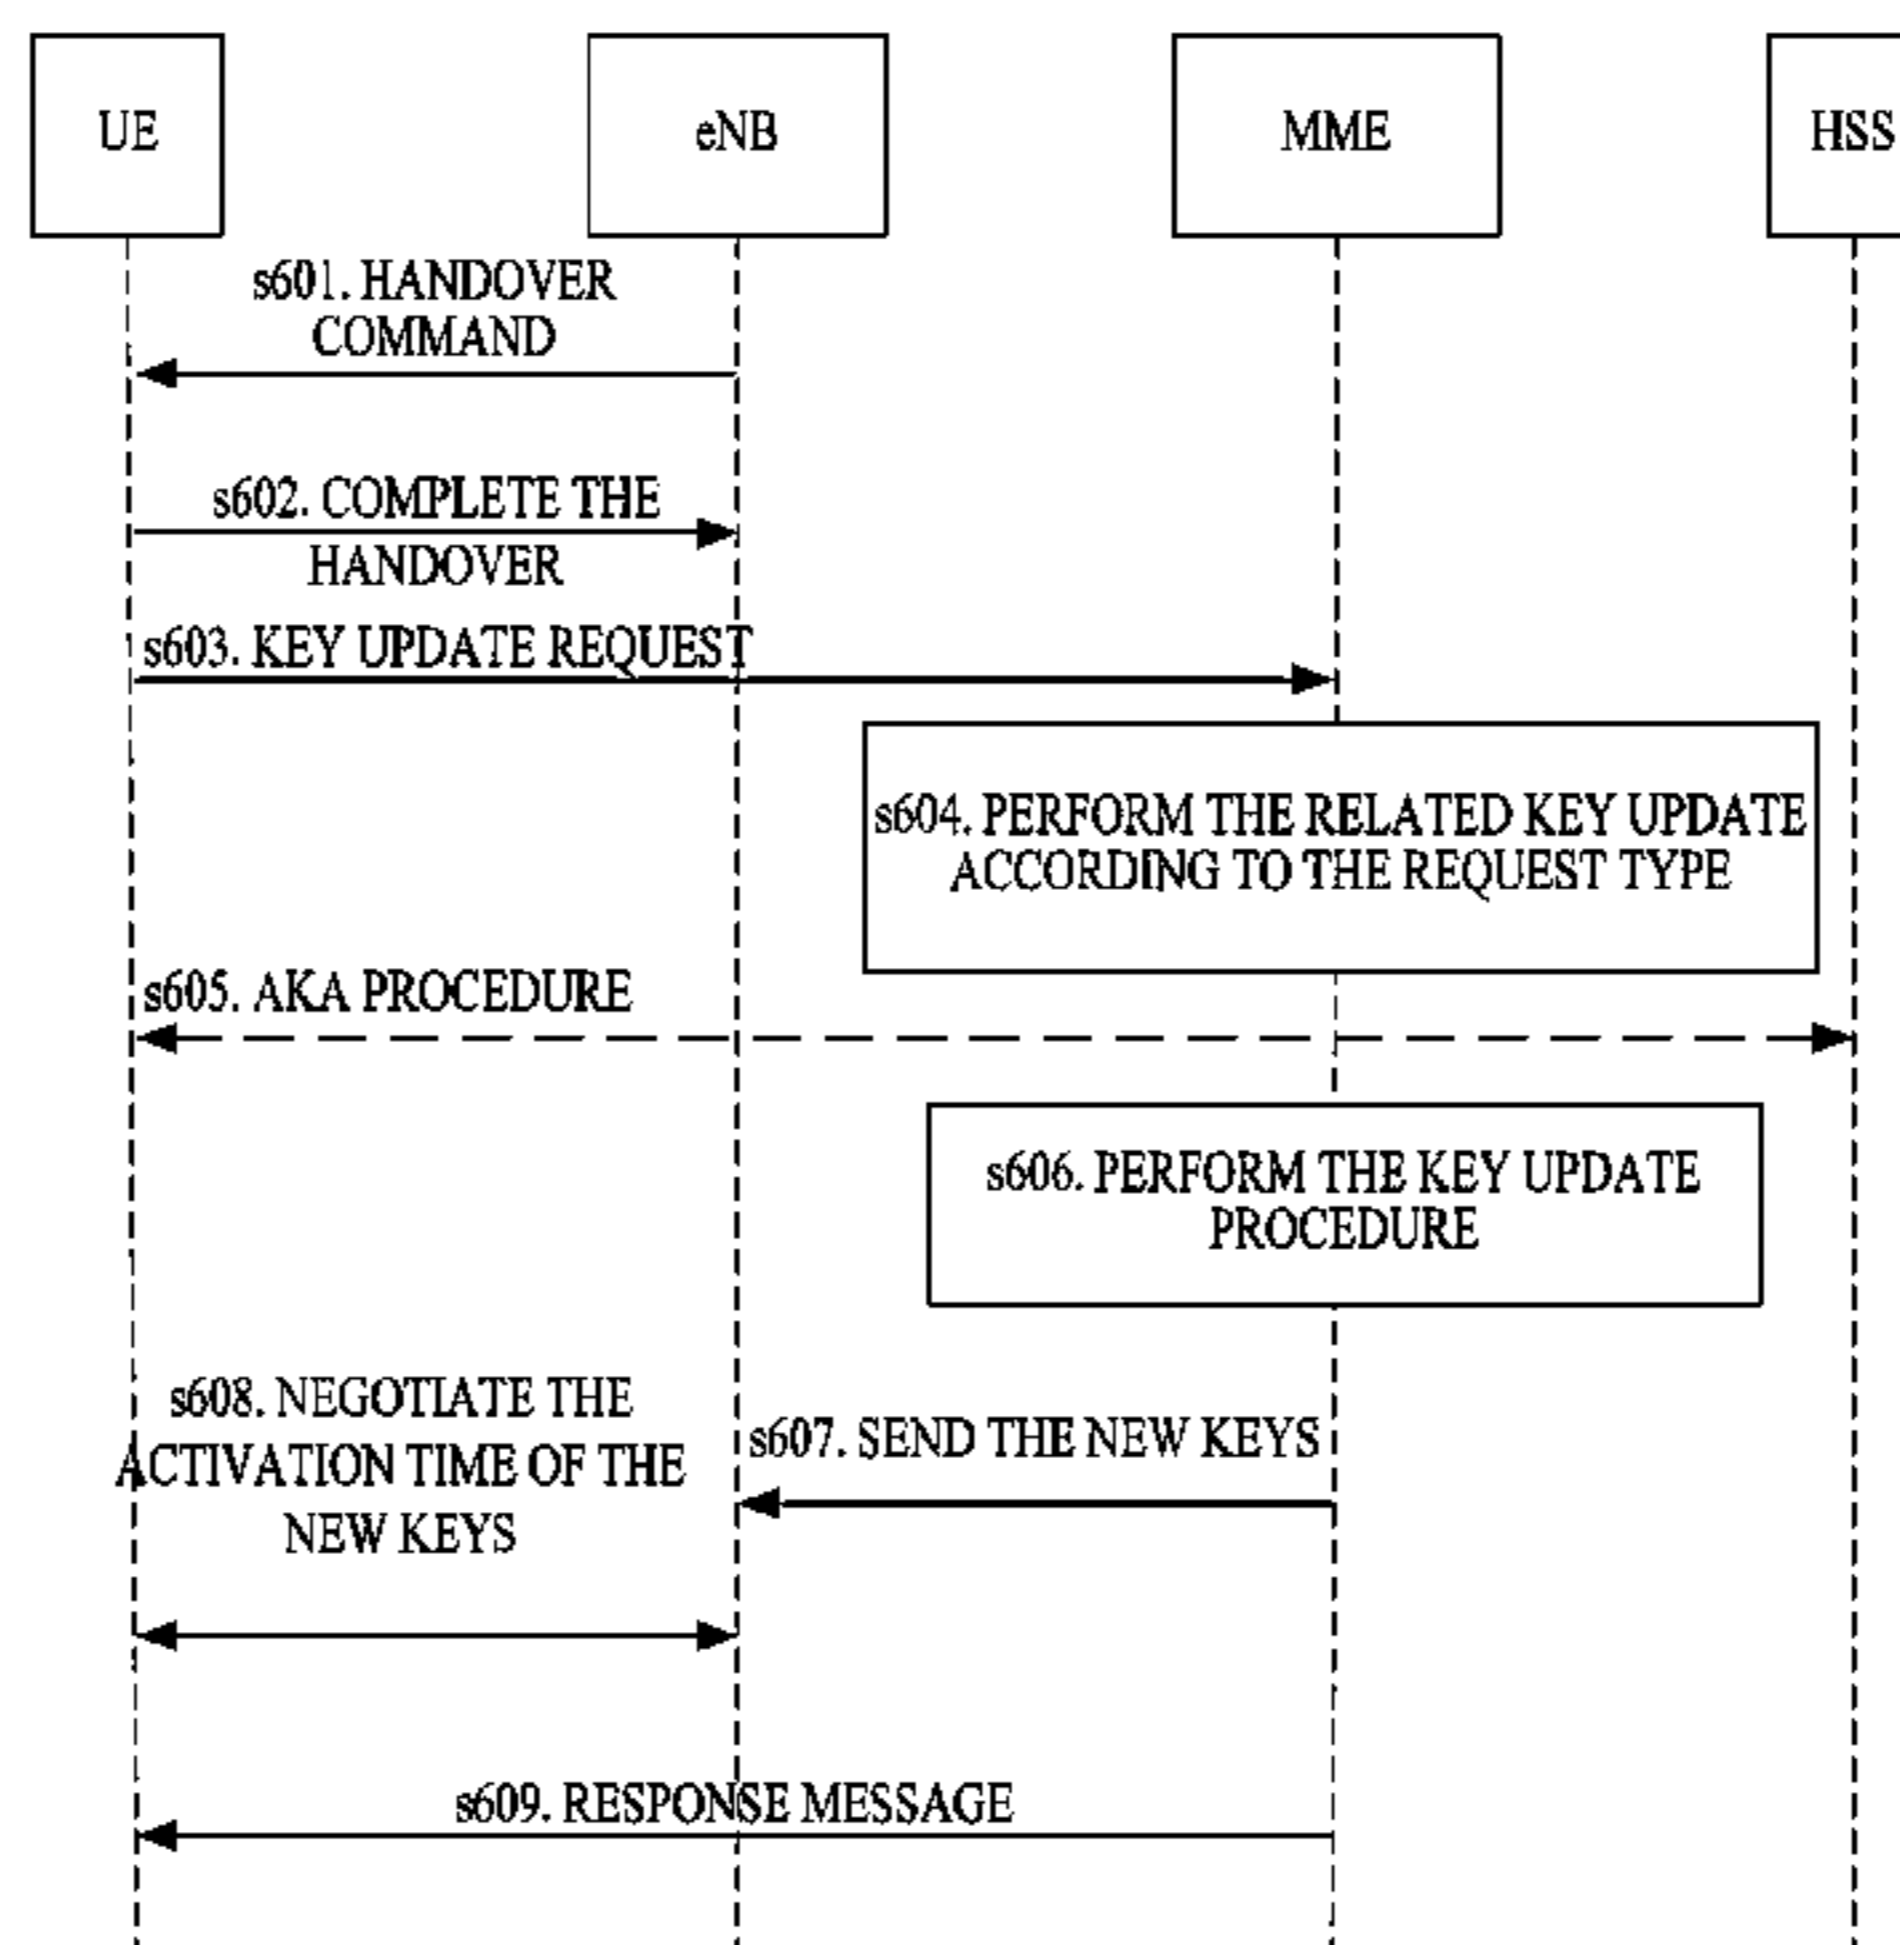 UE
eNB
MME
HSS
s601. HANDOVER
COMMAND
s602. COMPLETE THE
HANDOVER
s603. KEY UPDATE REQUEST
s604. PERFORM THE RELATED KEY UPDATE
ACCORDING TO THE REQUEST TYPE
s605. AKA PROCEDURE
s606. PERFORM THE KEY UPDATE
PROCEDURE
s608. NEGOTIATE THE
ACTIVATION TIME OF THE
NEW KEYS
s607. SEND THE NEW KEYS
s609. RESPONSE MESSAGE